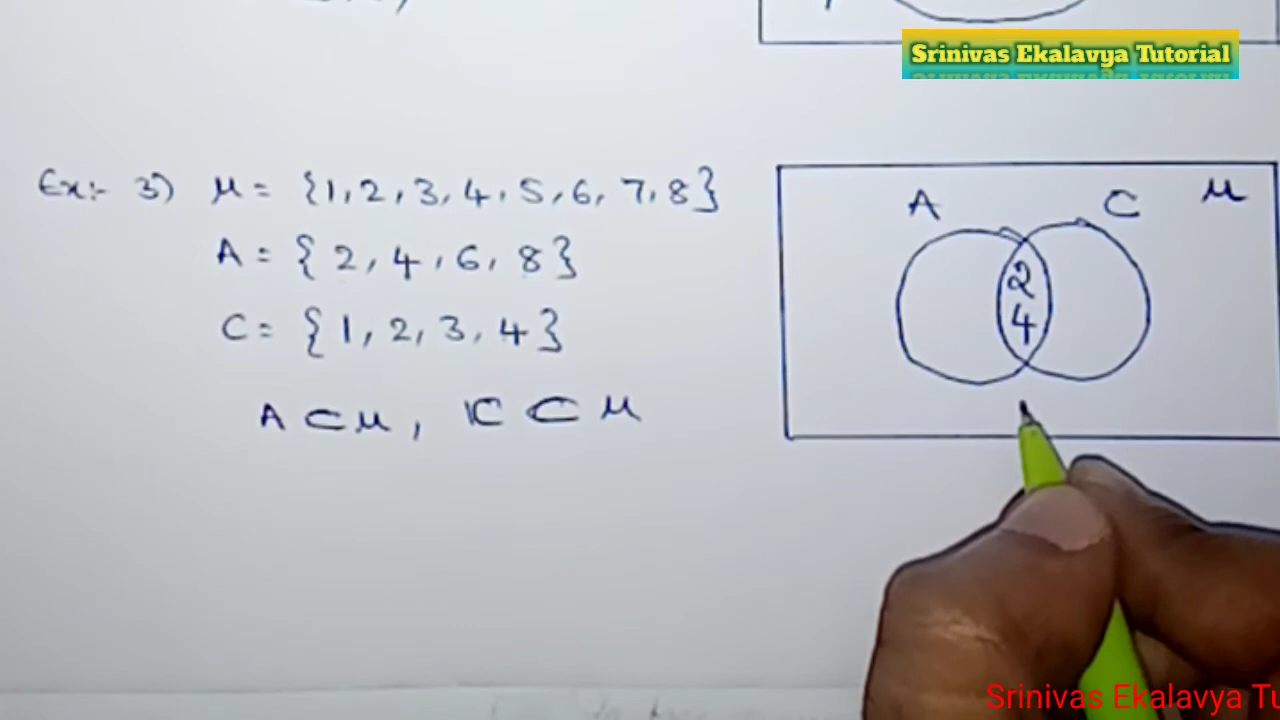 Srinivas Ekalavya Tutorial
Ex:- 3) μ = {1, 2, 3, 4, 5, 6, 7, 8}
A = {2, 4, 6, 8}
C = {1, 2, 3, 4}
A ⊂ μ, C ⊂ μ
A C μ
2
4
Srinivas Ekalavya Tu